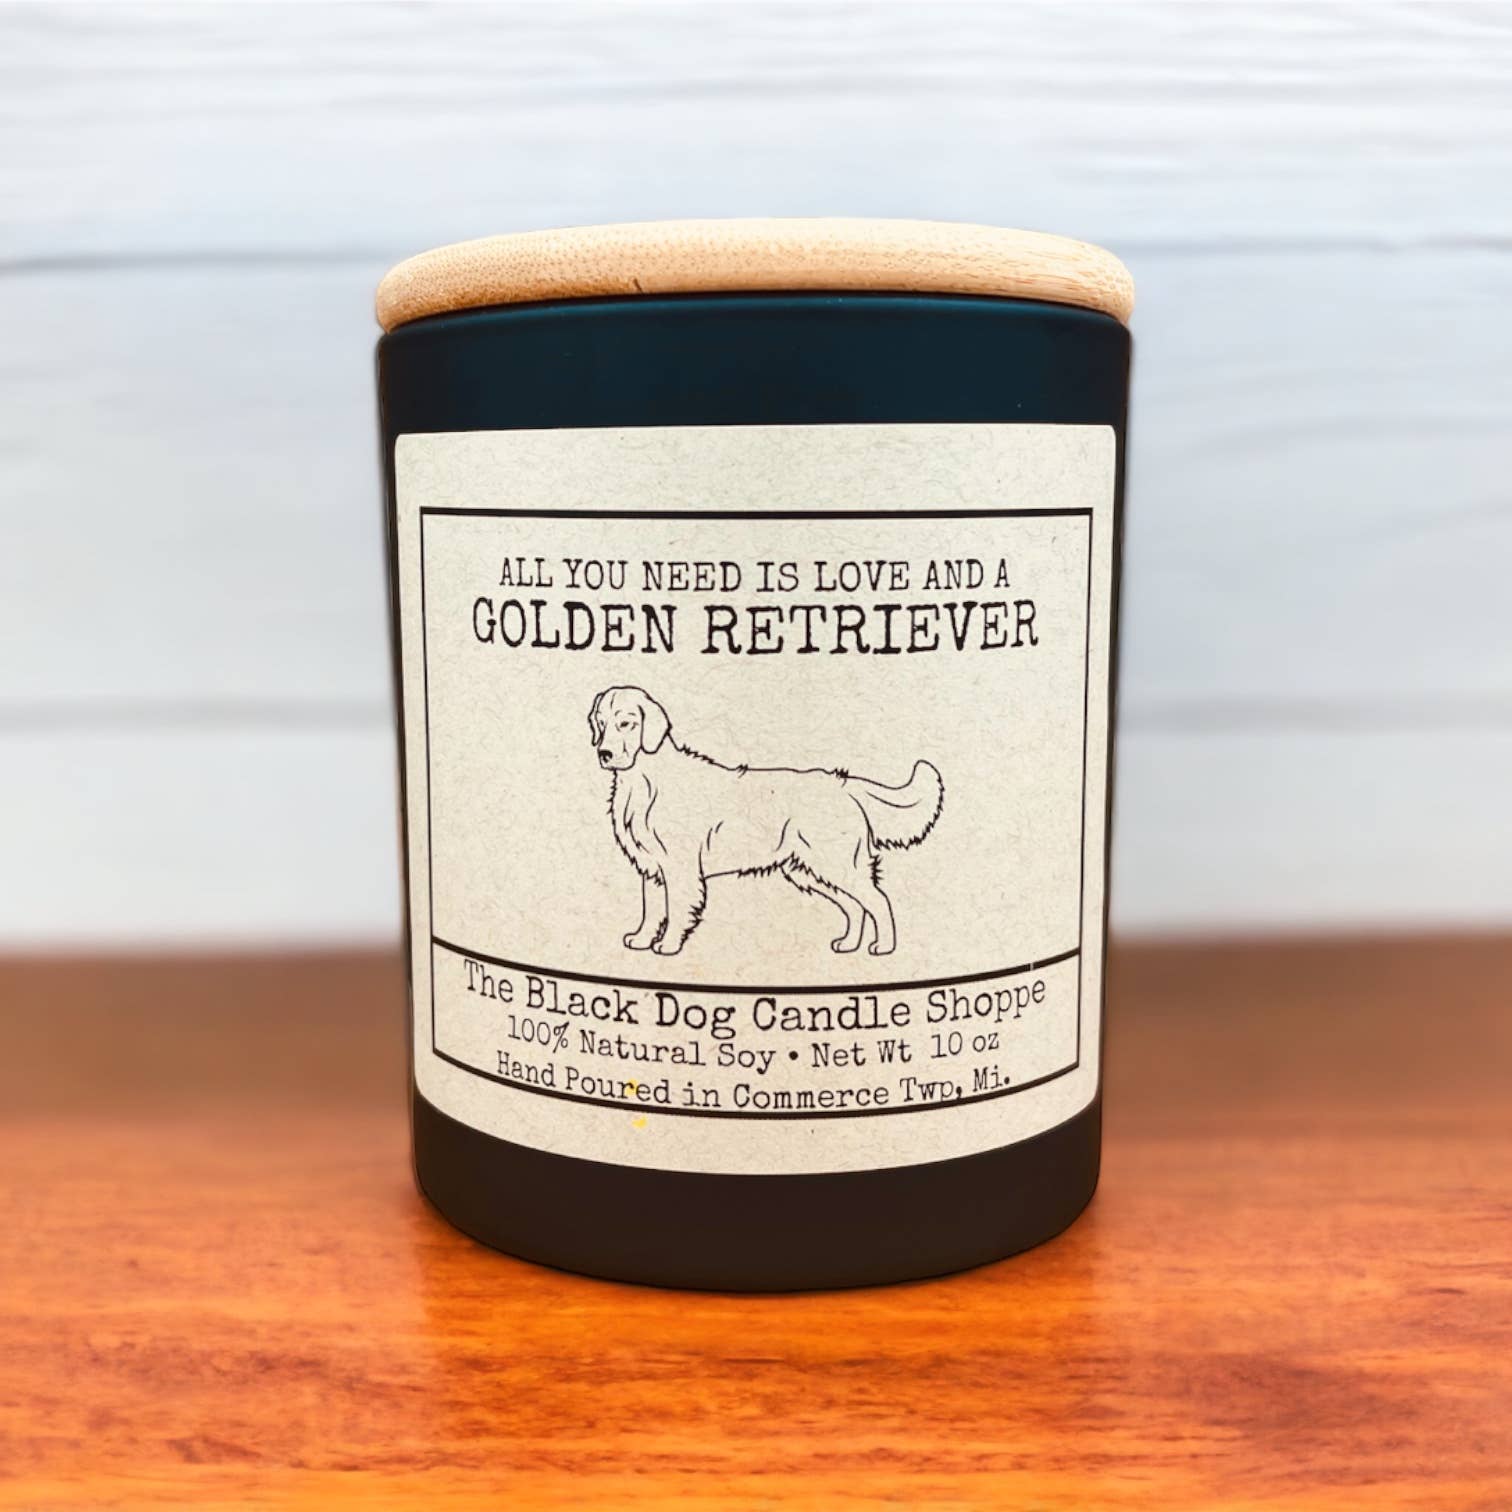 ALL YOU NEED IS LOVE AND A
GOLDEN RETRIEVER
The Black Dog Candle Shoppe
100% Natural Soy • Net Wt 10 oz
Hand Poured in Commerce Twp, Mi.